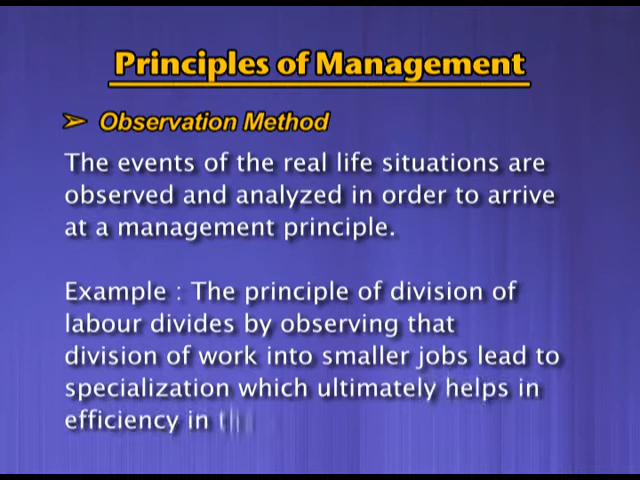 Principles of Management
➢ Observation Method
The events of the real life situations are
observed and analyzed in order to arrive
at a management principle.
Example : The principle of division of
labour divides by observing that
division of work into smaller jobs lead to
specialization which ultimately helps in
efficiency in